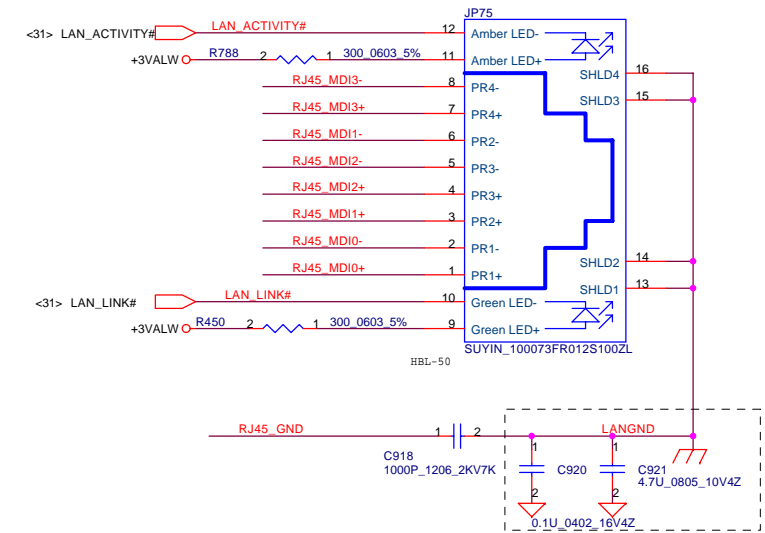 JP75
<31> LAN_ACTIVITY# LAN_ACTIVITY# 12 Amber LED-
+3VALW R788 2 1 300_0603_5% 11 Amber LED+
SHLD4 16
RJ45_MDI3- 8 PR4-
SHLD3 15
RJ45_MDI3+ 7 PR4+
RJ45_MDI1- 6 PR2-
RJ45_MDI2- 5 PR3-
RJ45_MDI2+ 4 PR3+
RJ45_MDI1+ 3 PR2+
RJ45_MDI0- 2 PR1-
SHLD2 14
RJ45_MDI0+ 1 PR1+
SHLD1 13
<31> LAN_LINK# LAN_LINK# 10 Green LED-
+3VALW R450 2 1 300_0603_5% 9 Green LED+
SUYIN_100073FR012S100ZL
HBL-50
RJ45_GND 1 2 LANGND
1 1
C918 C920 C921
1000P_1206_2KV7K 4.7U_0805_10V4Z
2 2
0.1U_0402_16V4Z